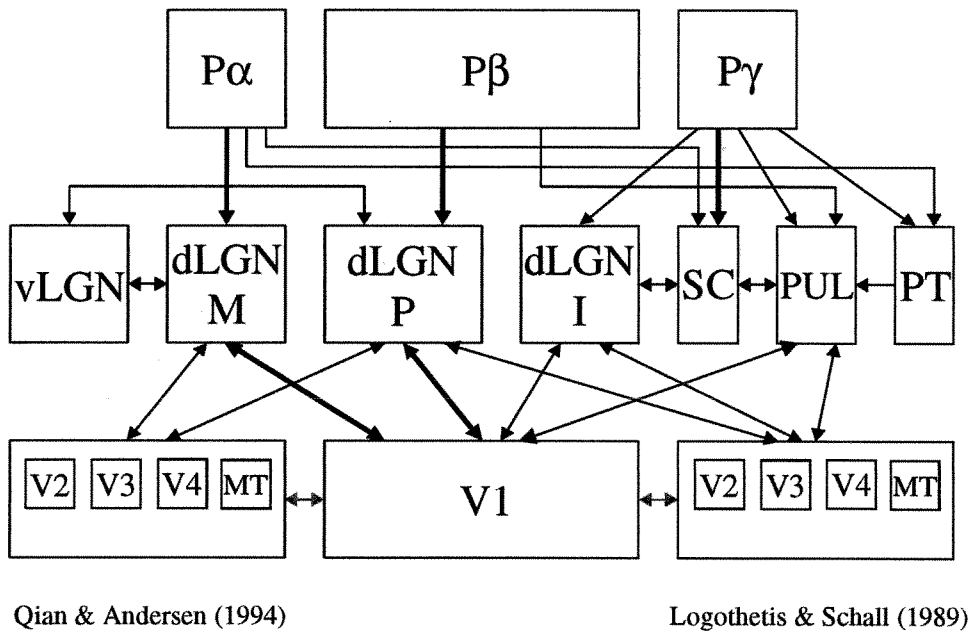 Pα Pβ Pγ
vLGN dLGN M dLGN P dLGN I SC PUL PT
V2 V3 V4 MT V1 V2 V3 V4 MT
Qian & Andersen (1994) Logothetis & Schall (1989)